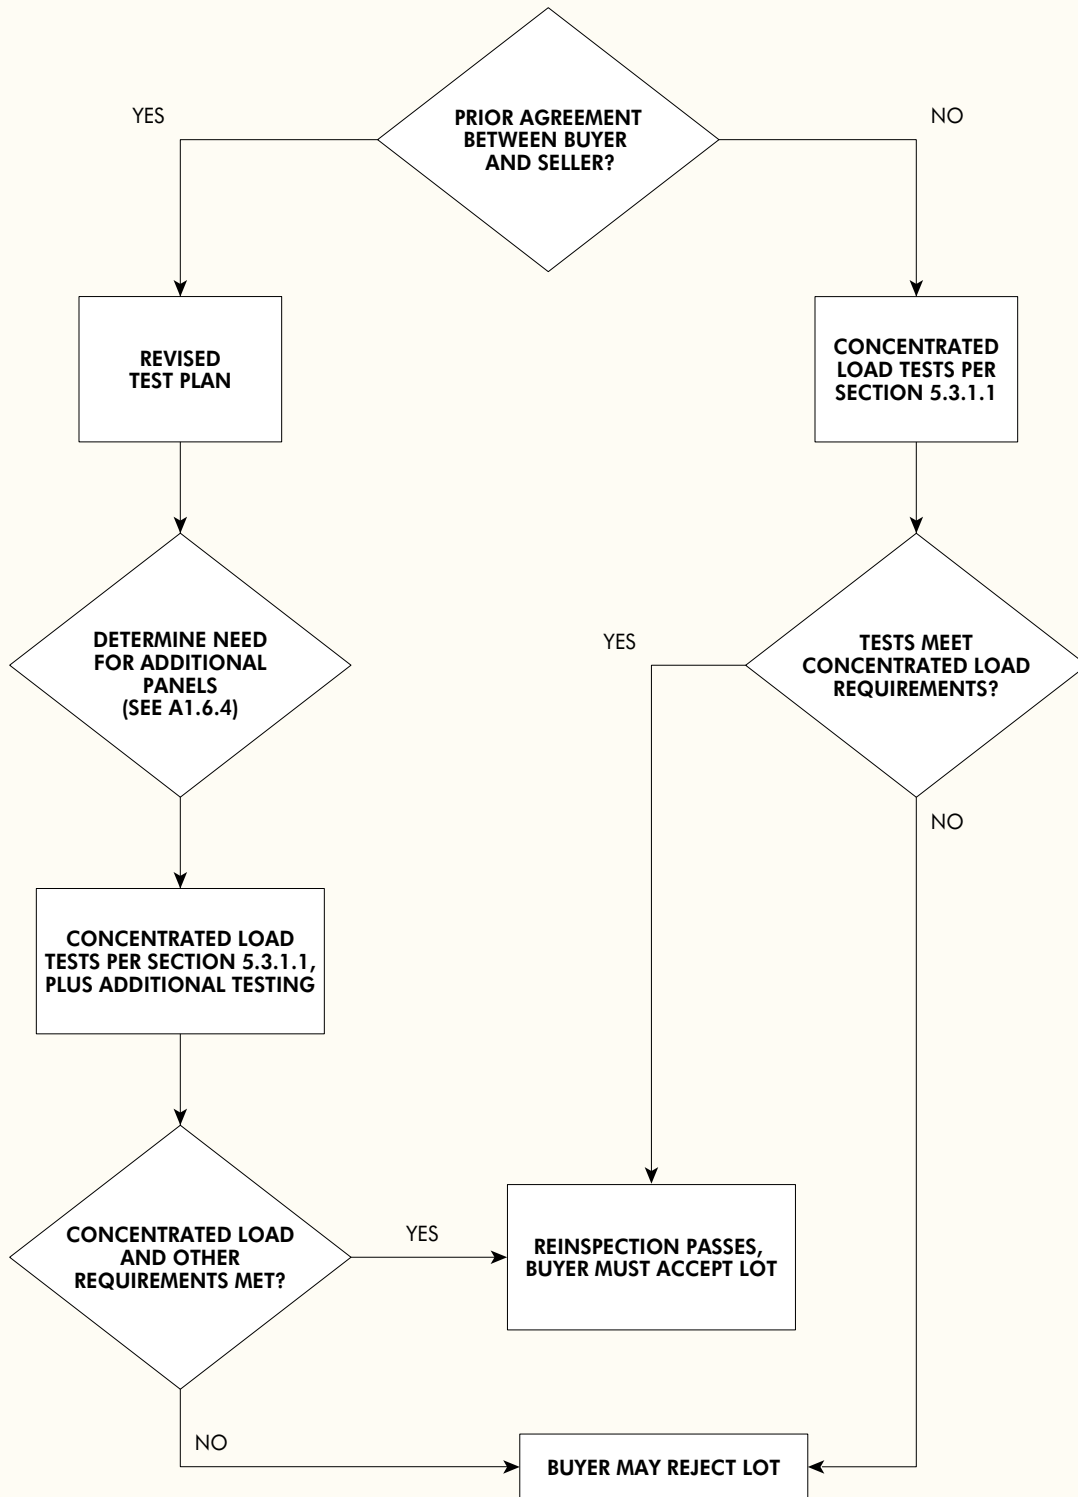 PRIOR AGREEMENT
BETWEEN BUYER
AND SELLER?
YES
NO
REVISED
TEST PLAN
CONCENTRATED
LOAD TESTS PER
SECTION 5.3.1.1
DETERMINE NEED
FOR ADDITIONAL
PANELS
(SEE A1.6.4)
YES
TESTS MEET
CONCENTRATED LOAD
REQUIREMENTS?
NO
CONCENTRATED LOAD
TESTS PER SECTION 5.3.1.1,
PLUS ADDITIONAL TESTING
CONCENTRATED LOAD
AND OTHER
REQUIREMENTS MET?
YES
REINSPECTION PASSES,
BUYER MUST ACCEPT LOT
NO
BUYER MAY REJECT LOT